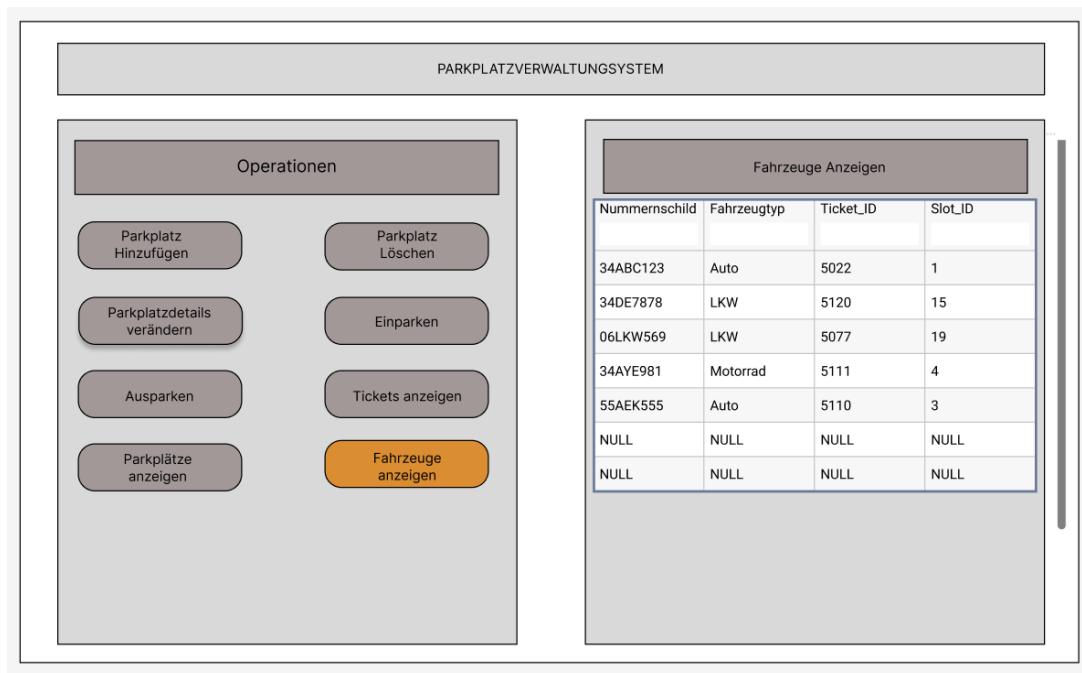 PARKPLATZVERWALTUNGSYSTEM
Operationen
Parkplatz
Hinzufügen
Parkplatz
Löschen
Parkplatzdetails
verändern
Einparken
Ausparken
Tickets anzeigen
Parkplätze
anzeigen
Fahrzeuge
anzeigen
Fahrzeuge Anzeigen
Nummernschild Fahrzeugtyp Ticket_ID Slot_ID
34ABC123 Auto 5022 1
34DE7878 LKW 5120 15
06LKW569 LKW 5077 19
34AYE981 Motorrad 5111 4
55AEK555 Auto 5110 3
NULL NULL NULL NULL
NULL NULL NULL NULL